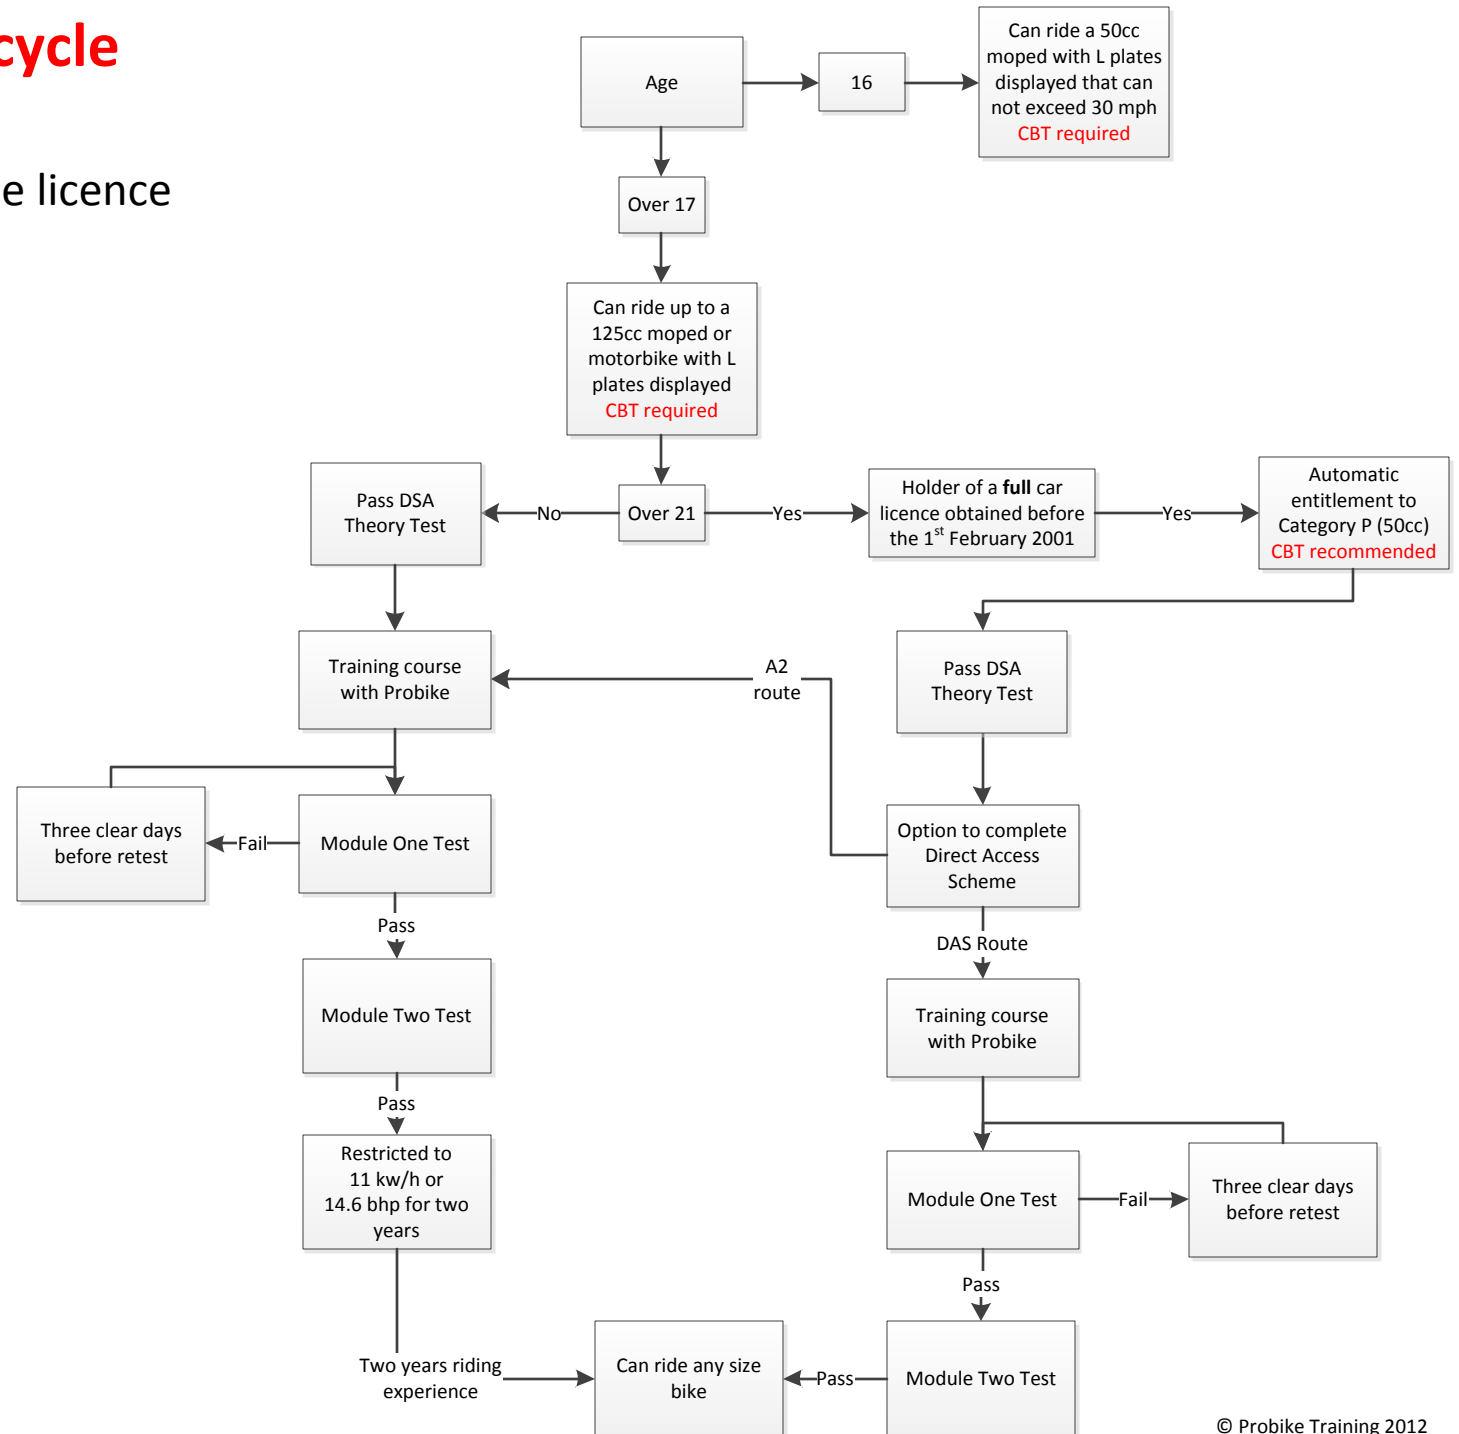 cycle
e licence
Age
16
Can ride a 50cc
moped with L plates
displayed that can
not exceed 30 mph
CBT required
Over 17
Can ride up to a
125cc moped or
motorbike with L
plates displayed
CBT required
Over 21
No
Yes
Pass DSA
Theory Test
Holder of a full car
licence obtained before
the 1st February 2001
Yes
Automatic
entitlement to
Category P (50cc)
CBT recommended
Training course
with Probike
A2
route
Pass DSA
Theory Test
Three clear days
before retest
Fail
Module One Test
Option to complete
Direct Access
Scheme
Pass
DAS Route
Module Two Test
Training course
with Probike
Pass
Restricted to
11 kw/h or
14.6 bhp for two
years
Module One Test
Fail
Three clear days
before retest
Pass
Two years riding
experience
Can ride any size
bike
Pass
Module Two Test
© Probike Training 2012